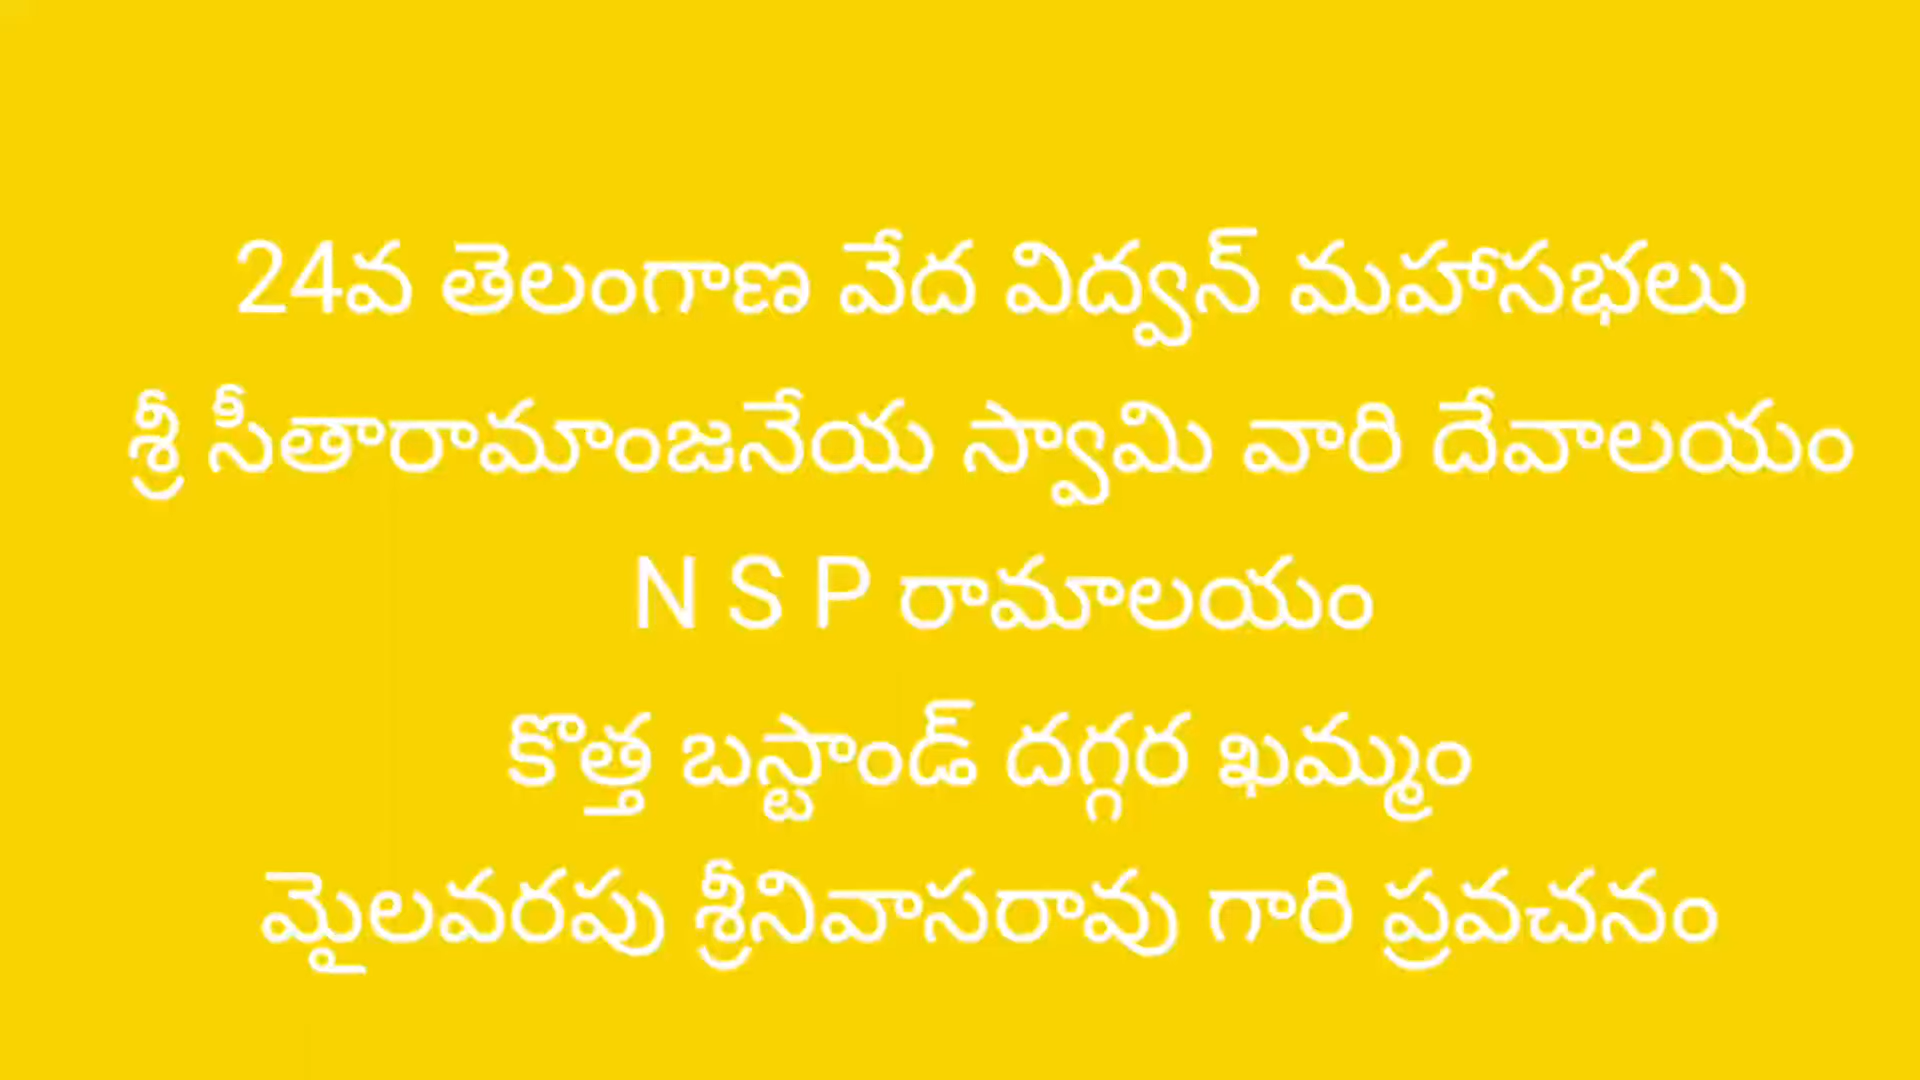 24వ తెలంగాణ వేద విద్వన్ మహాసభలు
శ్రీ సీతారామాంజనేయ స్వామి వారి దేవాలయం
N S P రామాలయం
కొత్త బస్టాండ్ దగ్గర ఖమ్మం
మైలవరపు శ్రీనివాసరావు గారి ప్రవచనం